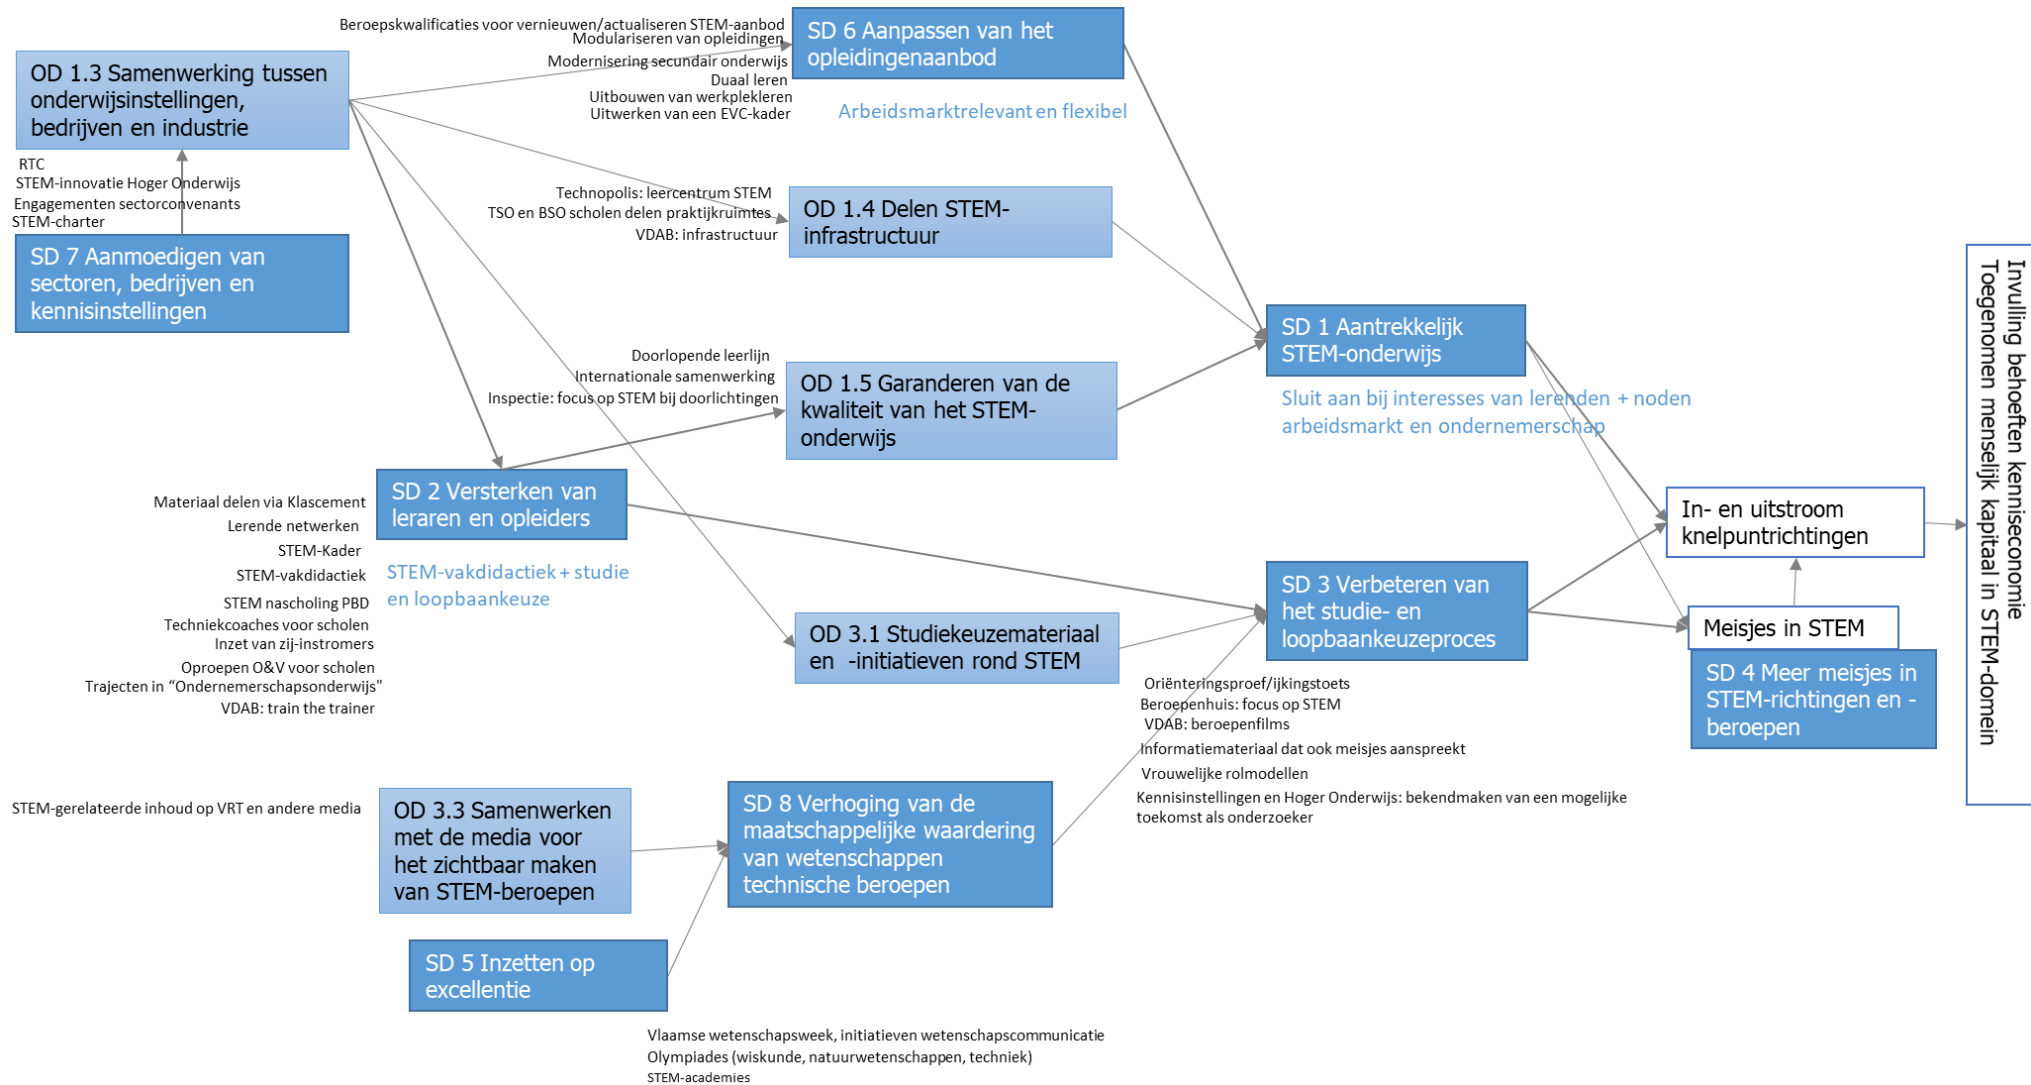 Beroepskwalificaties voor vernieuwen/actualiseren STEM-aanbod
Modulariseren van opleidingen
Modernisering secundair onderwijs
Duaal leren
Uitbouwen van werkplekleren
Uitwerken van een EVC-kader
SD 6 Aanpassen van het
opleidingenaanbod
Arbeidsmarktrelevant en flexibel
OD 1.3 Samenwerking tussen
onderwijsinstellingen,
bedrijven en industrie
RTC
STEM-innovatie Hoger Onderwijs
Engagementen sectorconvenants
STEM-charter
SD 7 Aanmoedigen van
sectoren, bedrijven en
kennisinstellingen
Technopolis: leercentrum STEM
TSO en BSO scholen delen praktijkruimtes
VDAB: infrastructuur
OD 1.4 Delen STEM-
infrastructuur
Doorlopende leerlijn
Internationale samenwerking
Inspectie: focus op STEM bij doorlichtingen
OD 1.5 Garanderen van de
kwaliteit van het STEM-
onderwijs
SD 1 Aantrekkelijk
STEM-onderwijs
Sluit aan bij interesses van lerenden + noden
arbeidsmarkt en ondernemerschap
Materiaal delen via Klascement
Lerende netwerken
STEM-Kader
STEM-vakdidactiek
STEM nascholing PBD
Techniekcoaches voor scholen
Inzet van zij-instromers
Oproepen O&V voor scholen
Trajecten in “Ondernemerschapsonderwijs"
VDAB: train the trainer
SD 2 Versterken van
leraren en opleiders
STEM-vakdidactiek + studie
en loopbaankeuze
OD 3.1 Studiekeuzemateriaal
en -initiatieven rond STEM
SD 3 Verbeteren van
het studie- en
loopbaankeuzeproces
Oriënteringsproef/ijkingstoets
Beroepenhuis: focus op STEM
VDAB: beroepenfilms
Informatiemateriaal dat ook meisjes aanspreekt
Vrouwelijke rolmodellen
Kennisinstellingen en Hoger Onderwijs: bekendmaken van een mogelijke
toekomst als onderzoeker
In- en uitstroom
knelpuntrichtingen
Meisjes in STEM
SD 4 Meer meisjes in
STEM-richtingen en -
beroepen
Invulling behoeften kenniseconomie
Toegenomen menselijk kapitaal in STEM-domein
STEM-gerelateerde inhoud op VRT en andere media
OD 3.3 Samenwerken
met de media voor
het zichtbaar maken
van STEM-beroepen
SD 8 Verhoging van de
maatschappelijke waardering
van wetenschappen
technische beroepen
SD 5 Inzetten op
excellentie
Vlaamse wetenschapsweek, initiatieven wetenschapscommunicatie
Olympiades (wiskunde, natuurwetenschappen, techniek)
STEM-academies